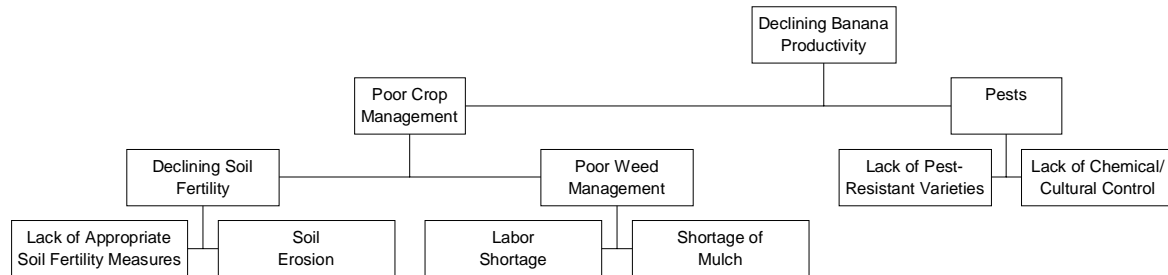 Declining Banana
Productivity
Poor Crop
Management
Pests
Declining Soil
Fertility
Poor Weed
Management
Lack of Pest-
Resistant Varieties
Lack of Chemical/
Cultural Control
Lack of Appropriate
Soil Fertility Measures
Soil
Erosion
Labor
Shortage
Shortage of
Mulch